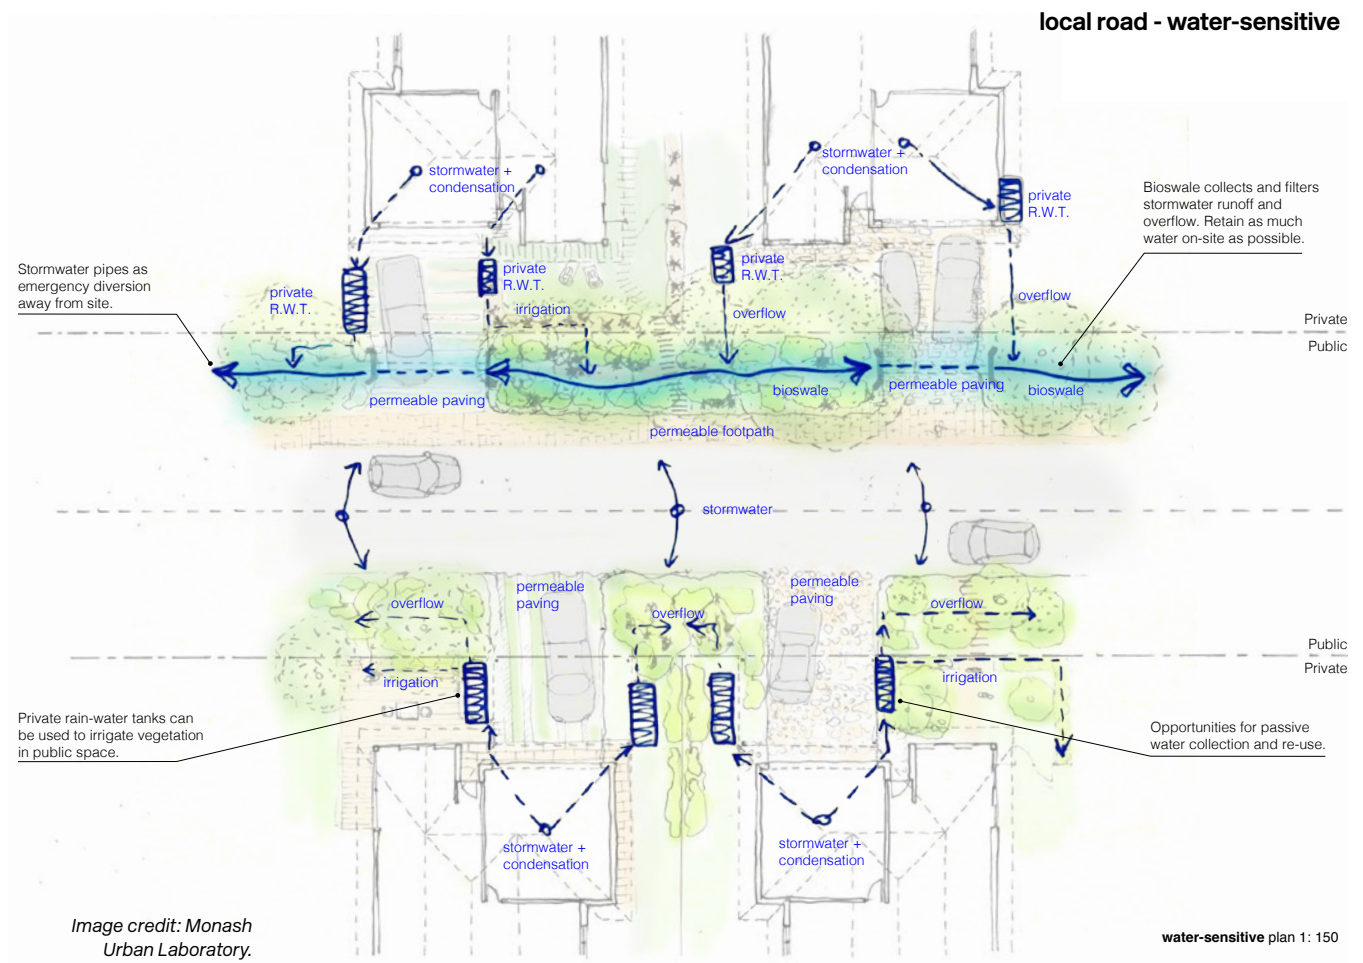 local road - water-sensitive
stormwater +
condensation
stormwater +
condensation
private
R.W.T.
Bioswale collects and filters
stormwater runoff and
overflow. Retain as much
water on-site as possible.
Stormwater pipes as
emergency diversion
away from site.
private
R.W.T.
private
R.W.T.
private
R.W.T.
irrigation
overflow
overflow
Private
Public
permeable paving
bioswale
permeable paving
bioswale
permeable footpath
stormwater
overflow
permeable
paving
overflow
permeable
paving
overflow
Public
Private
irrigation
irrigation
Private rain-water tanks can
be used to irrigate vegetation
in public space.
Opportunities for passive
water collection and re-use.
stormwater +
condensation
stormwater +
condensation
Image credit: Monash
Urban Laboratory.
water-sensitive plan 1: 150